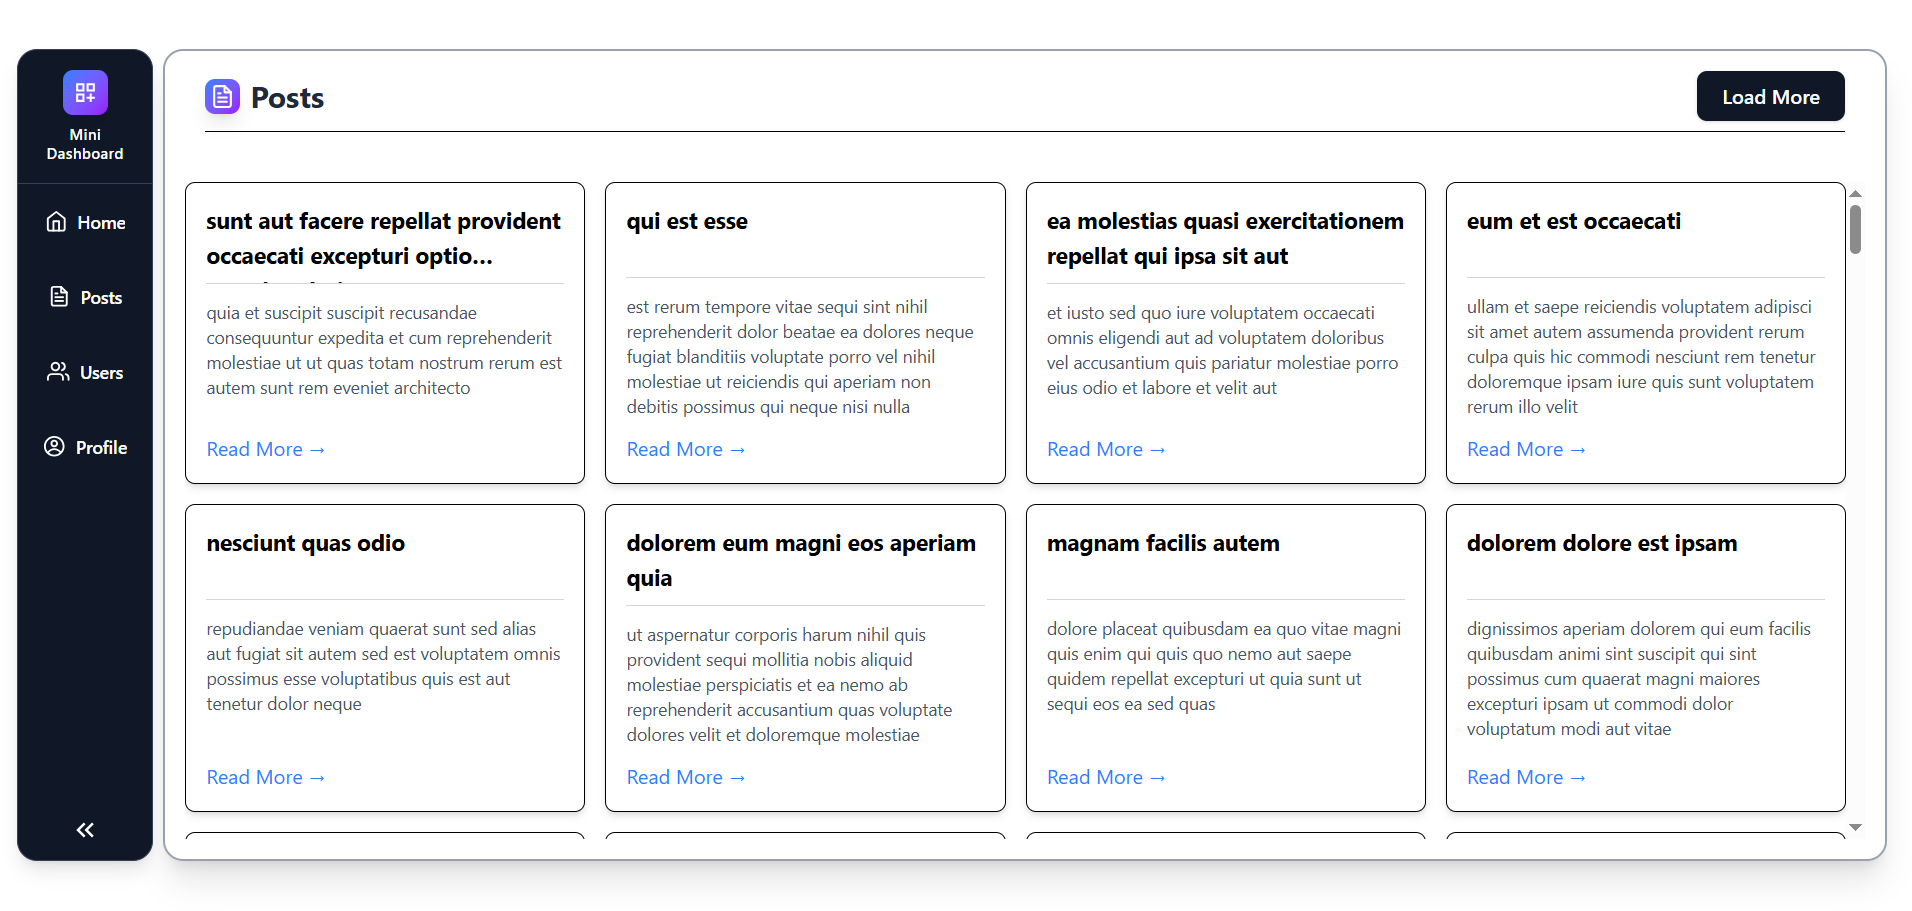 Mini
Dashboard
Home
Posts
Users
Profile
Posts
Load More
sunt aut facere repellat provident
occaecati excepturi optio...
quia et suscipit suscipit recusandae
consequuntur expedita et cum reprehenderit
molestiae ut ut quas totam nostrum rerum est
autem sunt rem eveniet architecto
Read More →
qui est esse
est rerum tempore vitae sequi sint nihil
reprehenderit dolor beatae ea dolores neque
fugiat blanditiis voluptate porro vel nihil
molestiae ut reiciendis qui aperiam non
debitis possimus qui neque nisi nulla
Read More →
ea molestias quasi exercitationem
repellat qui ipsa sit aut
et iusto sed quo iure voluptatem occaecati
omnis eligendi aut ad voluptatem doloribus
vel accusantium quis pariatur molestiae porro
eius odio et labore et velit aut
Read More →
eum et est occaecati
ullam et saepe reiciendis voluptatem adipisci
sit amet autem assumenda provident rerum
culpa quis hic commodi nesciunt rem tenetur
doloremque ipsam iure quis sunt voluptatem
rerum illo velit
Read More →
nesciunt quas odio
repudiandae veniam quaerat sunt sed alias
aut fugiat sit autem sed est voluptatem omnis
possimus esse voluptatibus quis est aut
tenetur dolor neque
Read More →
dolorem eum magni eos aperiam
quia
ut aspernatur corporis harum nihil quis
provident sequi mollitia nobis aliquid
molestiae perspiciatis et ea nemo ab
reprehenderit accusantium quas voluptate
dolores velit et doloremque molestiae
Read More →
magnam facilis autem
dolore placeat quibusdam ea quo vitae magni
quis enim qui quis quo nemo aut saepe
quidem repellat excepturi ut quia sunt ut
sequi eos ea sed quas
Read More →
dolorem dolore est ipsam
dignissimos aperiam dolorem qui eum facilis
quibusdam animi sint suscipit qui sint
possimus cum quaerat magni maiores
excepturi ipsam ut commodi dolor
voluptatum modi aut vitae
Read More →